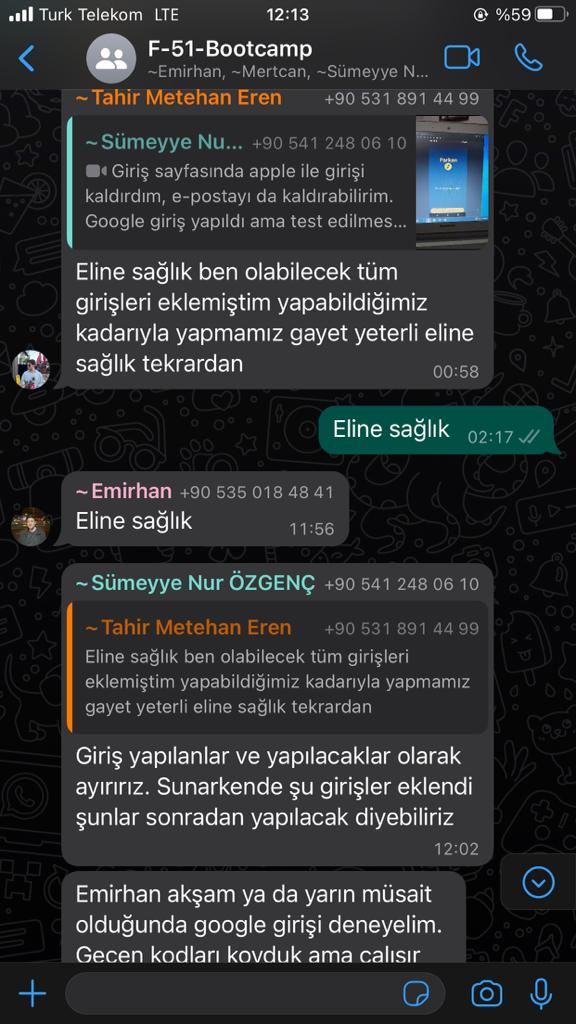 Turk Telekom LTE 12:13 %59
F-51-Bootcamp
~Emirhan, ~Mertcan, ~Sümeyye N...
~Tahir Metehan Eren +90 531 891 44 99
~Sümeyye Nu... +90 541 248 06 10
Giriş sayfasında apple ile girişi
kaldırdım, e-postayı da kaldırabilirim.
Google giriş yapıldı ama test edilmes...
Parken
Eline sağlık ben olabilecek tüm
girişleri eklemiştim yapabildiğimiz
kadarıyla yapmamız gayet yeterli eline
sağlık tekrardan
00:58
Eline sağlık 02:17
~Emirhan +90 535 018 48 41
Eline sağlık
11:56
~Sümeyye Nur ÖZGENÇ +90 541 248 06 10
~Tahir Metehan Eren +90 531 891 44 99
Eline sağlık ben olabilecek tüm girişleri
eklemiştim yapabildiğimiz kadarıyla yapmamız
gayet yeterli eline sağlık tekrardan
Giriş yapılanlar ve yapılacaklar olarak
ayırırız. Sunarkende şu girişler eklendi
şunlar sonradan yapılacak diyebiliriz
12:02
Emirhan akşam ya da yarın müsait
olduğunda google girişi deneyelim.
Geçen kodları koyduk ama çalışır